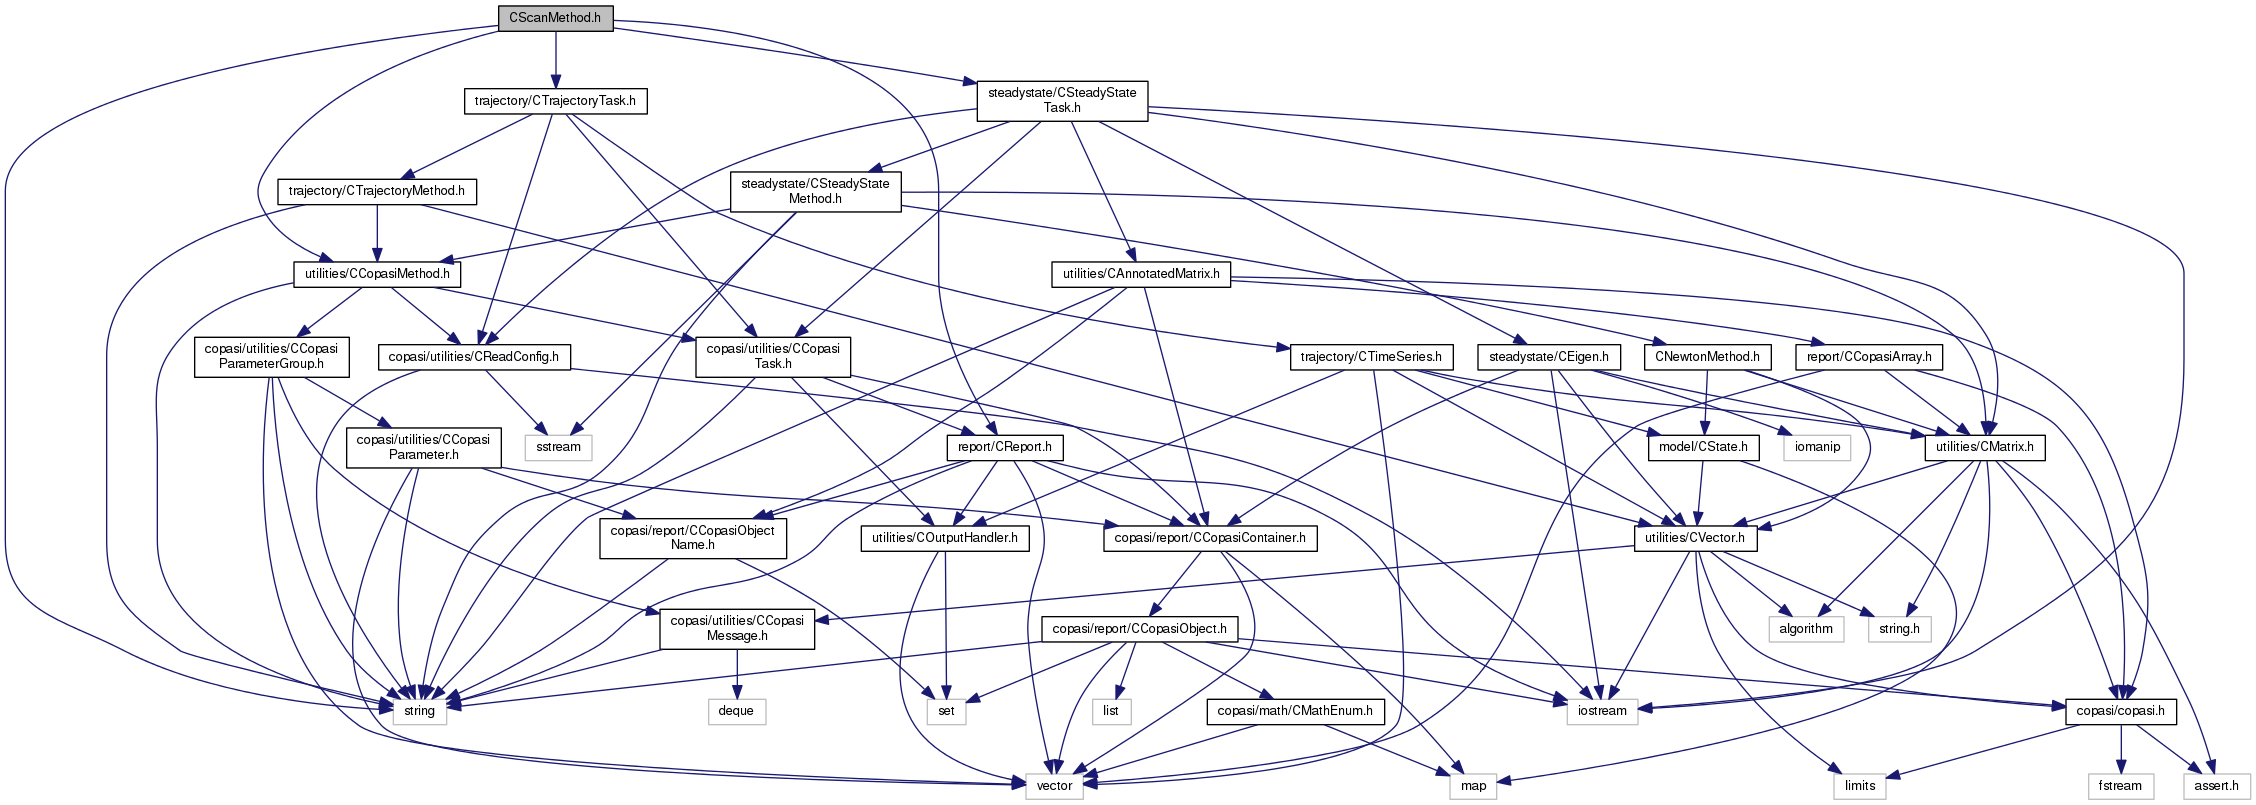 CScanMethod.h
trajectory/CTrajectoryTask.h
steadystate/CSteadyState
Task.h
trajectory/CTrajectoryMethod.h
steadystate/CSteadyState
Method.h
utilities/CCopasiMethod.h
utilities/CAnnotatedMatrix.h
copasi/utilities/CCopasi
ParameterGroup.h
copasi/utilities/CReadConfig.h
copasi/utilities/CCopasi
Task.h
trajectory/CTimeSeries.h
steadystate/CEigen.h
CNewtonMethod.h
report/CCopasiArray.h
copasi/utilities/CCopasi
Parameter.h
sstream
report/CReport.h
model/CState.h
iomanip
utilities/CMatrix.h
copasi/report/CCopasiObject
Name.h
utilities/COutputHandler.h
copasi/report/CCopasiContainer.h
utilities/CVector.h
copasi/utilities/CCopasi
Message.h
copasi/report/CCopasiObject.h
algorithm
string.h
string
deque
set
list
copasi/math/CMathEnum.h
iostream
copasi/copasi.h
vector
map
limits
fstream
assert.h